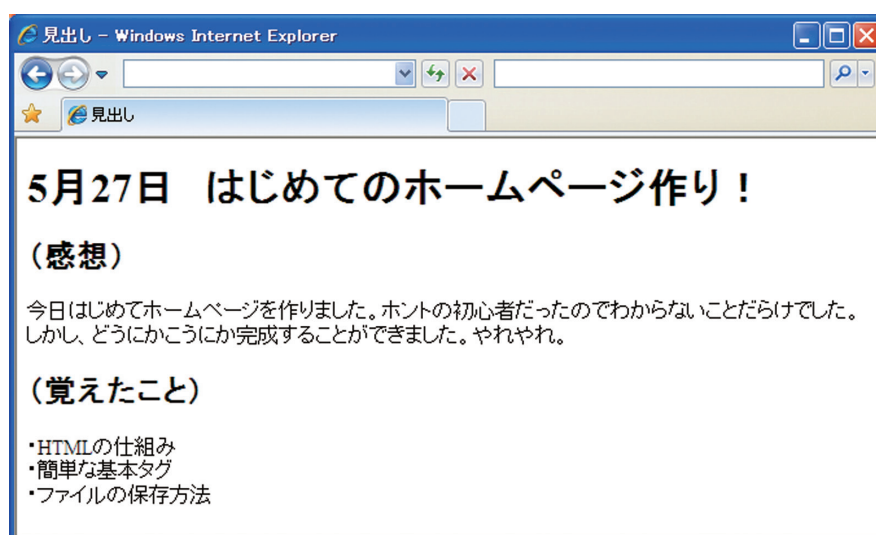 見出し - Windows Internet Explorer
見出し
5月27日　はじめてのホームページ作り！
（感想）
今日はじめてホームページを作りました。ホントの初心者だったのでわからないことだらけでした。
しかし、どうにかこうにか完成することができました。やれやれ。
（覚えたこと）
・HTMLの仕組み
・簡単な基本タグ
・ファイルの保存方法